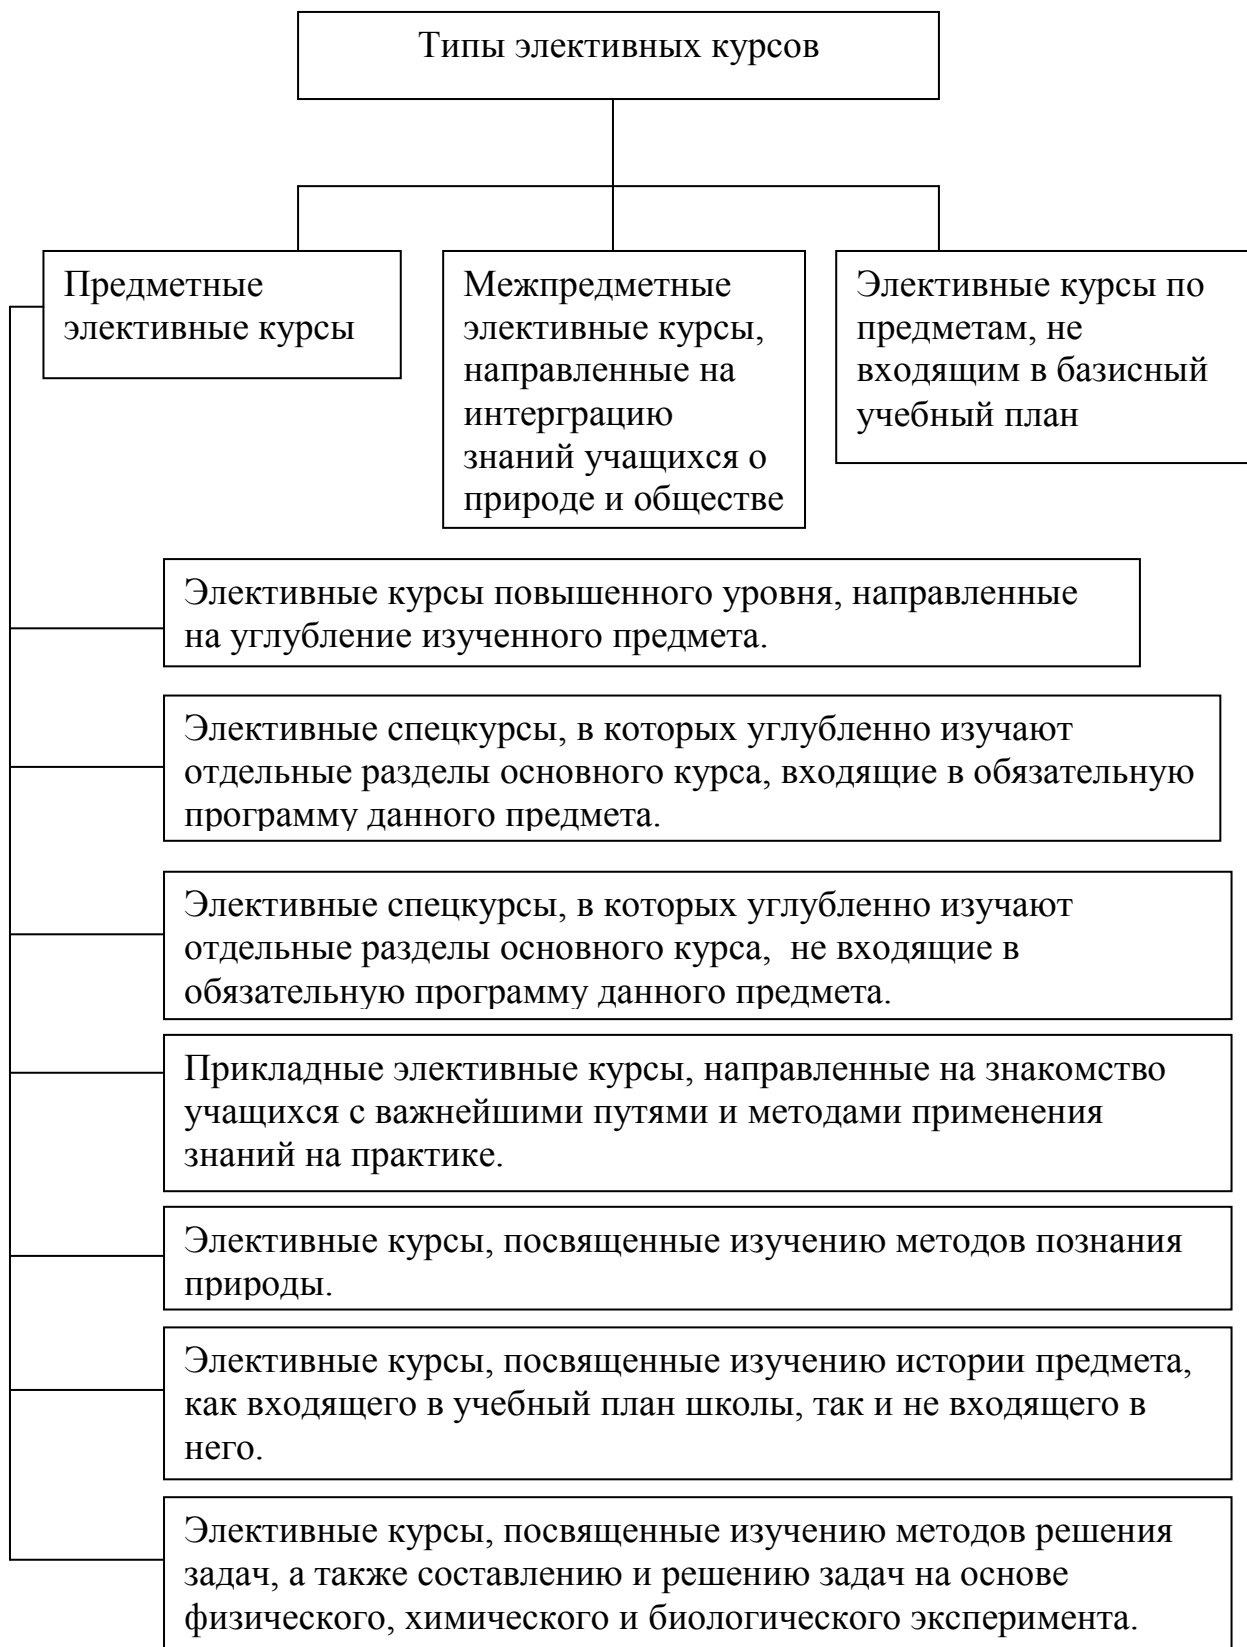 Типы элективных курсов
Предметные
элективные курсы
Межпредметные
элективные курсы,
направленные на
интерграцию
знаний учащихся о
природе и обществе
Элективные курсы по
предметам, не
входящим в базисный
учебный план
Элективные курсы повышенного уровня, направленные
на углубление изученного предмета.
Элективные спецкурсы, в которых углубленно изучают
отдельные разделы основного курса, входящие в обязательную
программу данного предмета.
Элективные спецкурсы, в которых углубленно изучают
отдельные разделы основного курса,  не входящие в
обязательную программу данного предмета.
Прикладные элективные курсы, направленные на знакомство
учащихся с важнейшими путями и методами применения
знаний на практике.
Элективные курсы, посвященные изучению методов познания
природы.
Элективные курсы, посвященные изучению истории предмета,
как входящего в учебный план школы, так и не входящего в
него.
Элективные курсы, посвященные изучению методов решения
задач, а также составлению и решению задач на основе
физического, химического и биологического эксперимента.